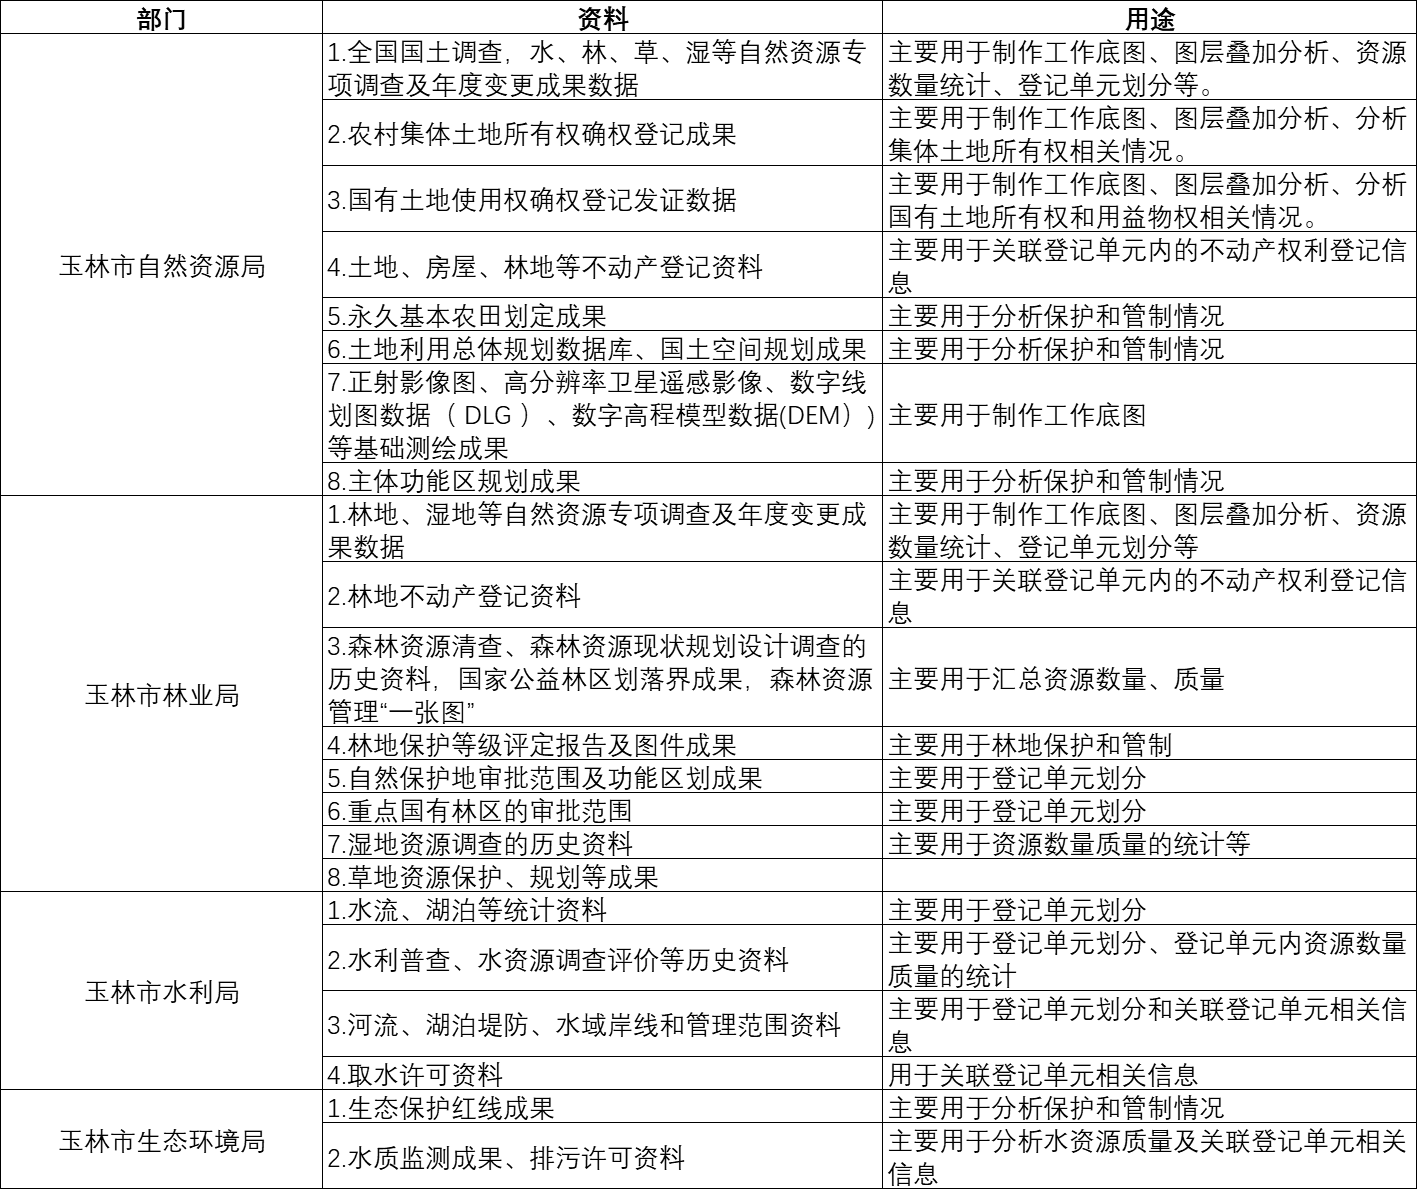 部门 资料 用途
玉林市自然资源局
1.全国国土调查，水、林、草、湿等自然资源专
项调查及年度变更成果数据
主要用于制作工作底图、图层叠加分析、资源
数量统计、登记单元划分等。
2.农村集体土地所有权确权登记成果
主要用于制作工作底图、图层叠加分析、分析
集体土地所有权相关情况。
3.国有土地使用权确权登记发证数据
主要用于制作工作底图、图层叠加分析、分析
国有土地所有权和用益物权相关情况。
4.土地、房屋、林地等不动产登记资料
主要用于关联登记单元内的不动产权利登记信
息
5.永久基本农田划定成果
主要用于分析保护和管制情况
6.土地利用总体规划数据库、国土空间规划成果
主要用于分析保护和管制情况
7.正射影像图、高分辨率卫星遥感影像、数字线
划图数据（ DLG ）、数字高程模型数据(DEM）)
等基础测绘成果
主要用于制作工作底图
8.主体功能区规划成果
主要用于分析保护和管制情况
玉林市林业局
1.林地、湿地等自然资源专项调查及年度变更成
果数据
主要用于制作工作底图、图层叠加分析、资源
数量统计、登记单元划分等
2.林地不动产登记资料
主要用于关联登记单元内的不动产权利登记信
息
3.森林资源清查、森林资源现状规划设计调查的
历史资料，国家公益林区划落界成果，森林资源
管理“一张图”
主要用于汇总资源数量、质量
4.林地保护等级评定报告及图件成果
主要用于林地保护和管制
5.自然保护地审批范围及功能区划成果
主要用于登记单元划分
6.重点国有林区的审批范围
主要用于登记单元划分
7.湿地资源调查的历史资料
主要用于资源数量质量的统计等
8.草地资源保护、规划等成果
玉林市水利局
1.水流、湖泊等统计资料
主要用于登记单元划分
2.水利普查、水资源调查评价等历史资料
主要用于登记单元划分、登记单元内资源数量
质量的统计
3.河流、湖泊堤防、水域岸线和管理范围资料
主要用于登记单元划分和关联登记单元相关信
息
4.取水许可资料
用于关联登记单元相关信息
玉林市生态环境局
1.生态保护红线成果
主要用于分析保护和管制情况
2.水质监测成果、排污许可资料
主要用于分析水资源质量及关联登记单元相关
信息